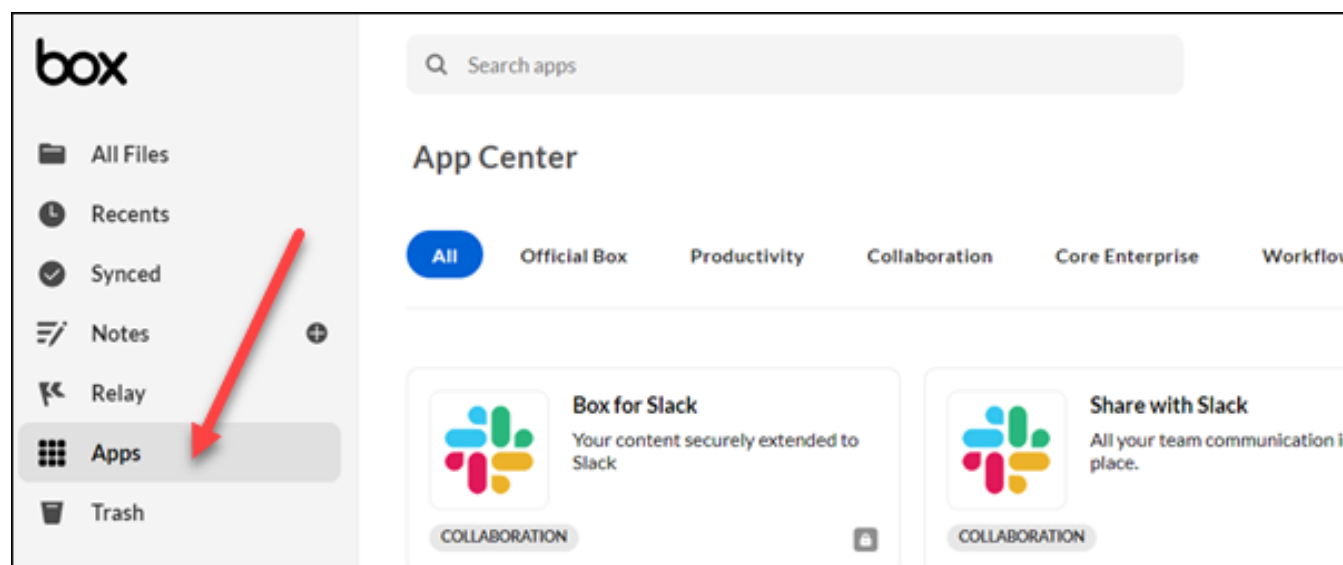 box
All Files
Recents
Synced
Notes
Relay
Apps
Trash
Search apps
App Center
All Official Box Productivity Collaboration Core Enterprise
Box for Slack
Your content securely extended to
Slack
COLLABORATION
Share with Slack
All your team communication
place.
COLLABORATION